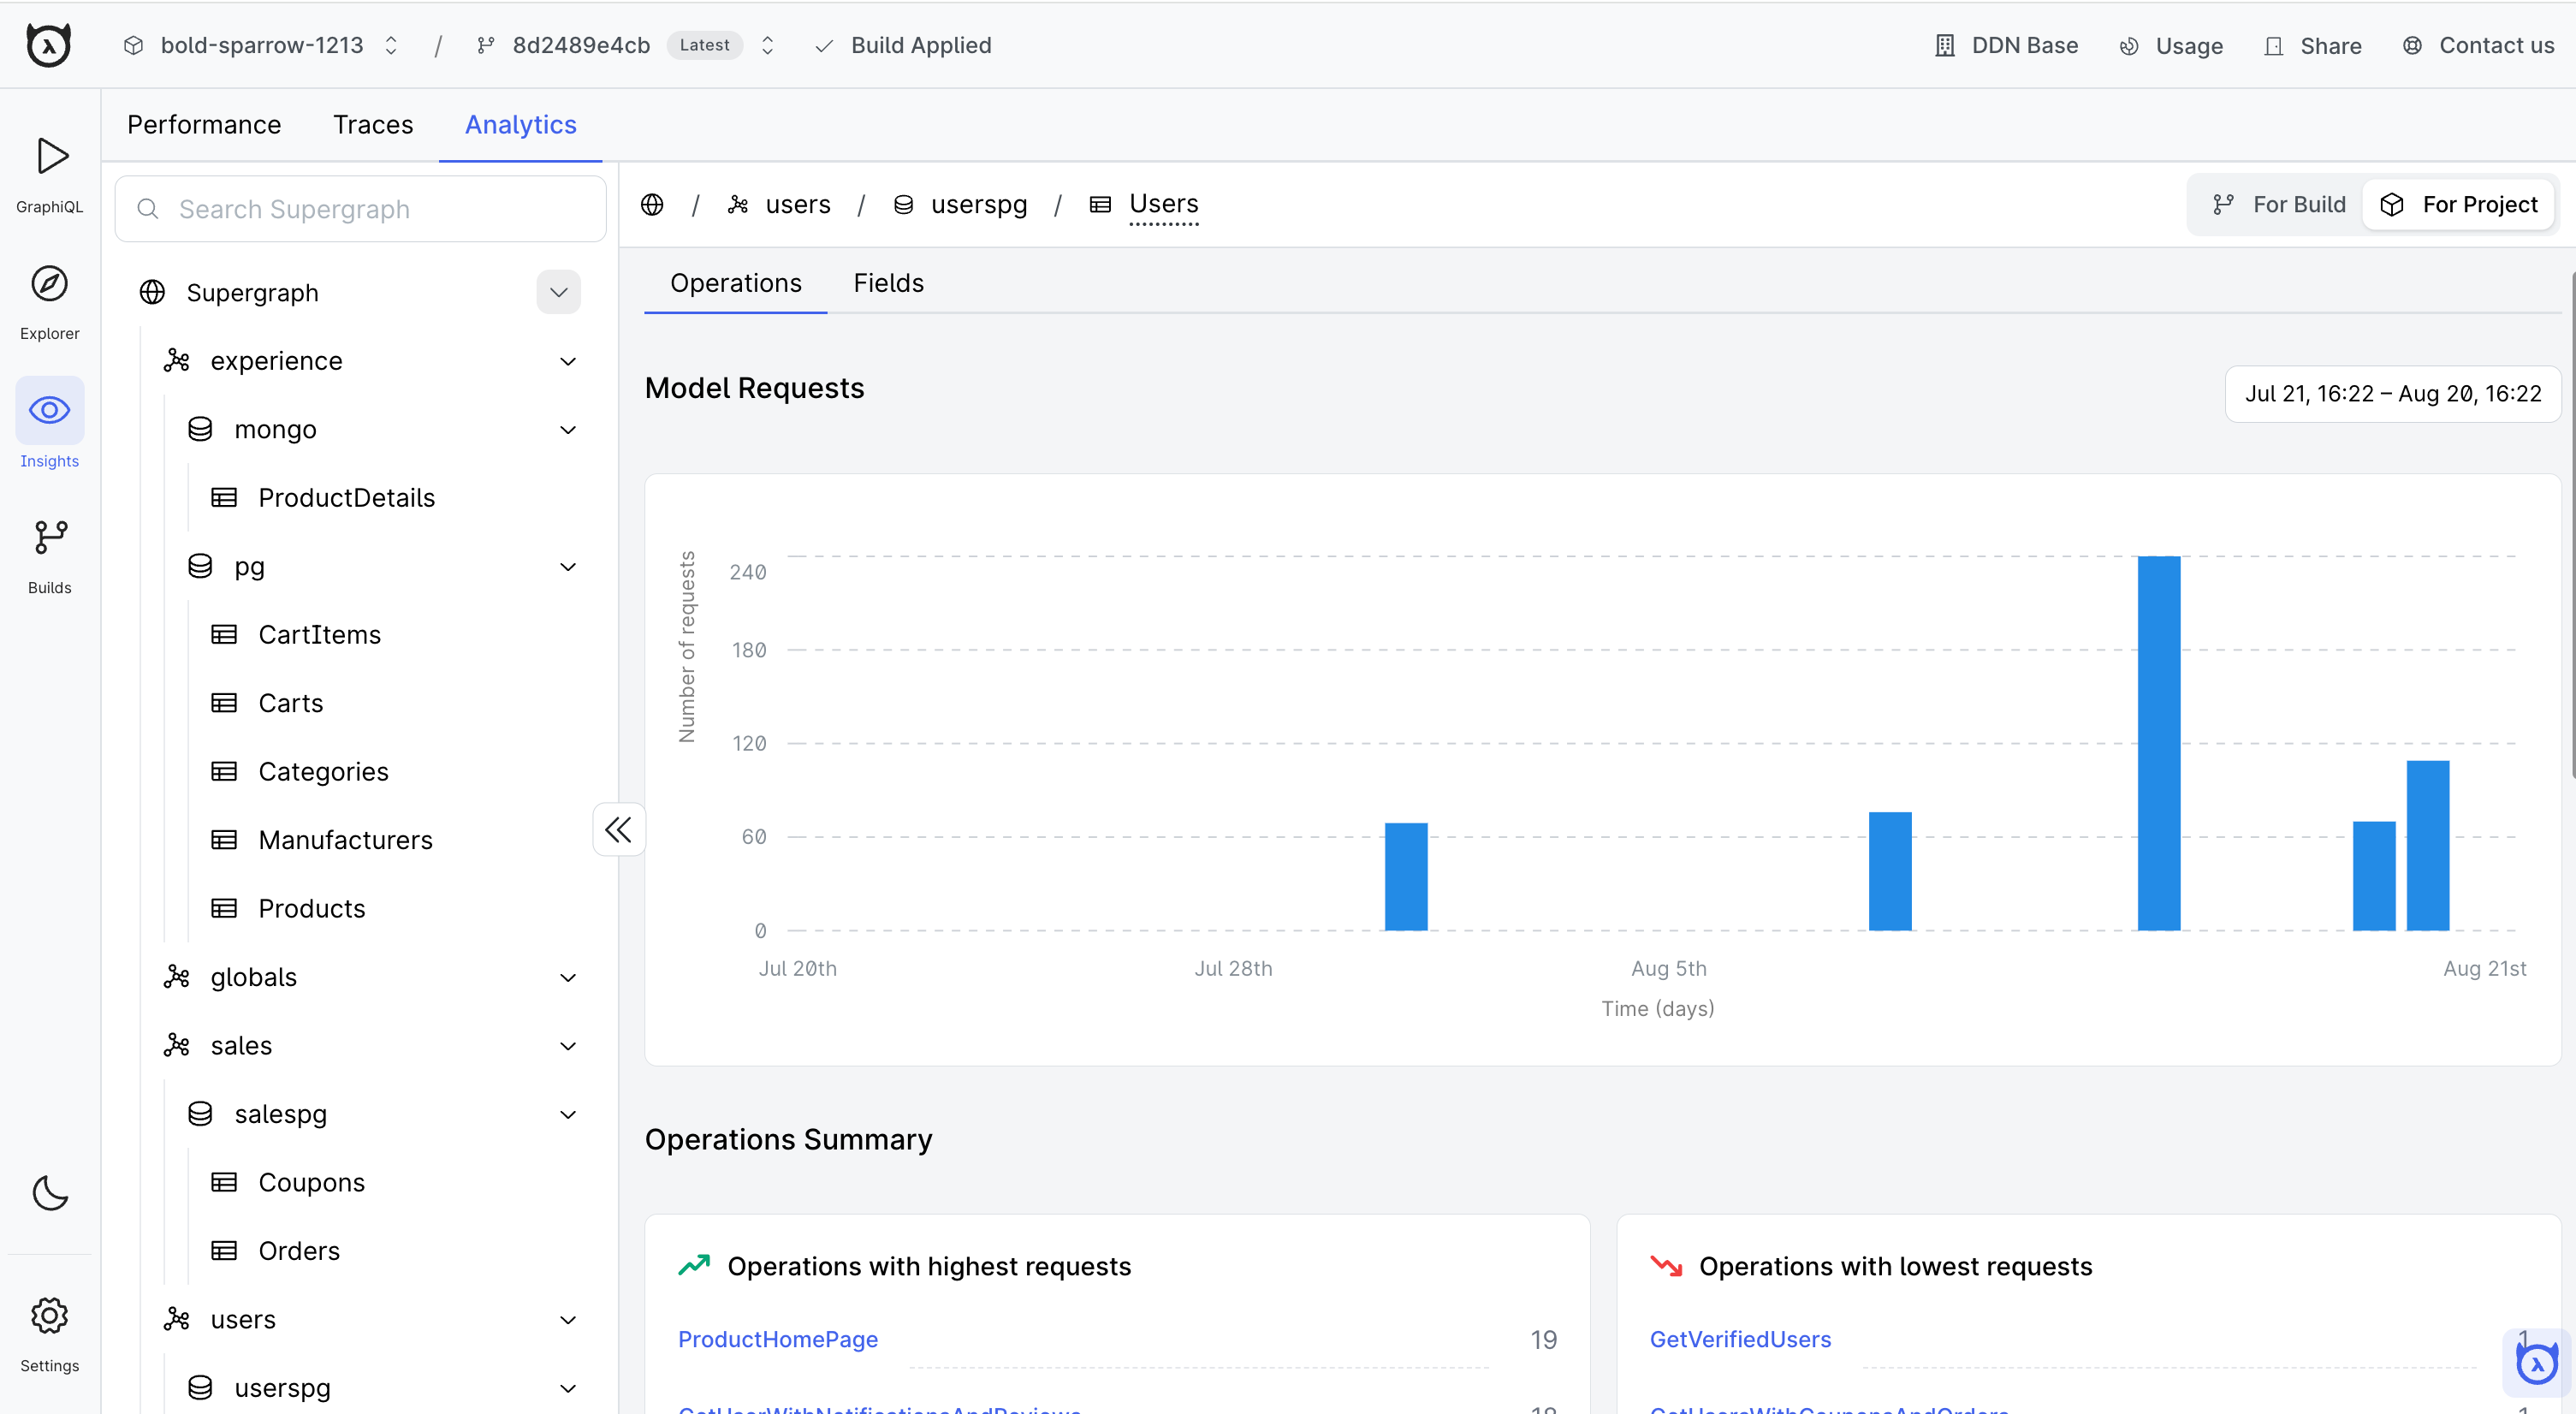 bold-sparrow-1213 / 8d2489e4cb Latest Build Applied DDN Base Usage Share Contact us
Performance Traces Analytics
GraphiQL
Explorer
Insights
Builds
Settings
Search Supergraph
Supergraph
experience
mongo
ProductDetails
pg
CartItems
Carts
Categories
Manufacturers
Products
globals
sales
salespg
Coupons
Orders
users
userspg
/ users / userspg / Users
For Build For Project
Operations Fields
Model Requests
Jul 21, 16:22 – Aug 20, 16:22
Number of requests
240
180
120
60
0
Jul 20th Jul 28th Aug 5th Aug 21st
Time (days)
Operations Summary
Operations with highest requests
ProductHomePage 19
GetUserWithNotificationsAndReviews 18
Operations with lowest requests
GetVerifiedUsers 1
GetUsersWithCouponsAndOrders 1